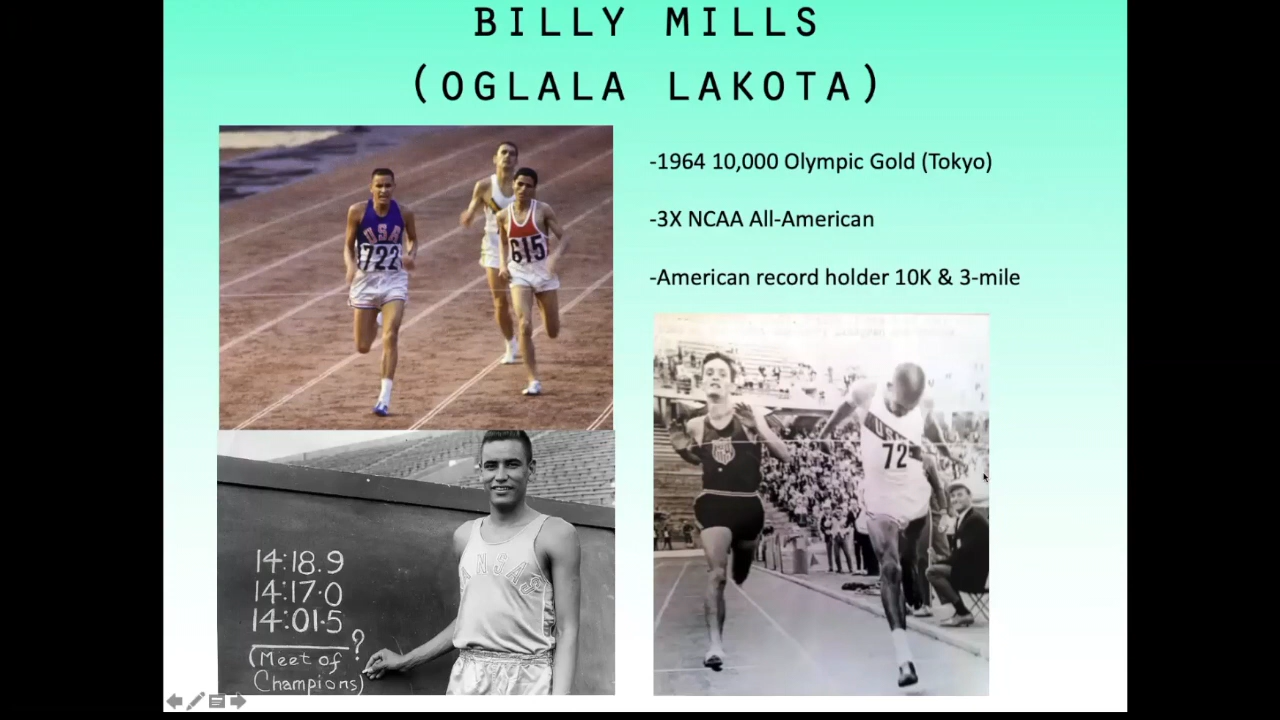 BILLY MILLS
(OGLALA LAKOTA)
-1964 10,000 Olympic Gold (Tokyo)
-3X NCAA All-American
-American record holder 10K & 3-mile
USA
722
615
14:18.9
14:17.0
14:01.5
?
(Meet of
Champions)
KANSAS
USA
72